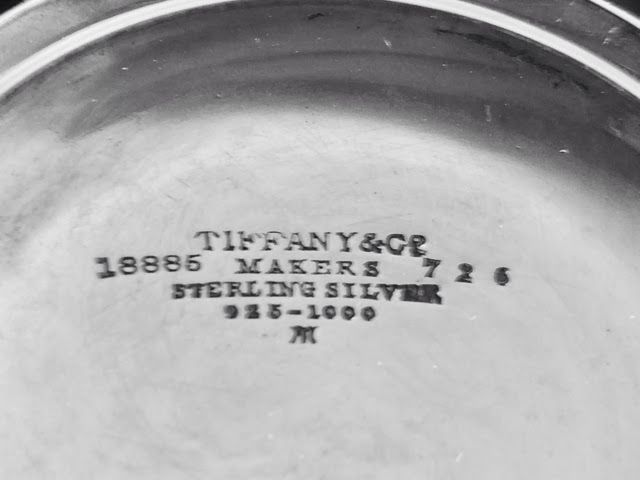 TIFFANY & Co
18885 MAKERS 726
STERLING SILVER
925-1000
M